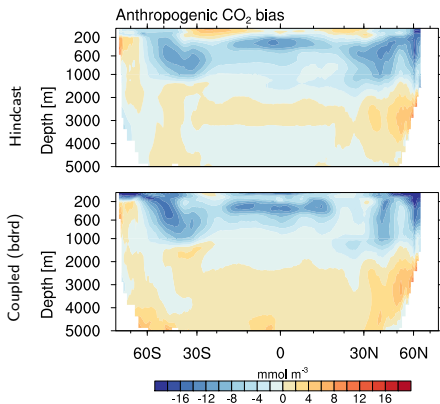 Anthropogenic CO₂ bias
Hindcast
Depth [m]
200
600
1000
2000
3000
4000
5000
Coupled (bdrd)
Depth [m]
200
600
1000
2000
3000
4000
5000
60S 30S 0 30N 60N
mmol m⁻³
-16 -12 -8 -4 0 4 8 12 16